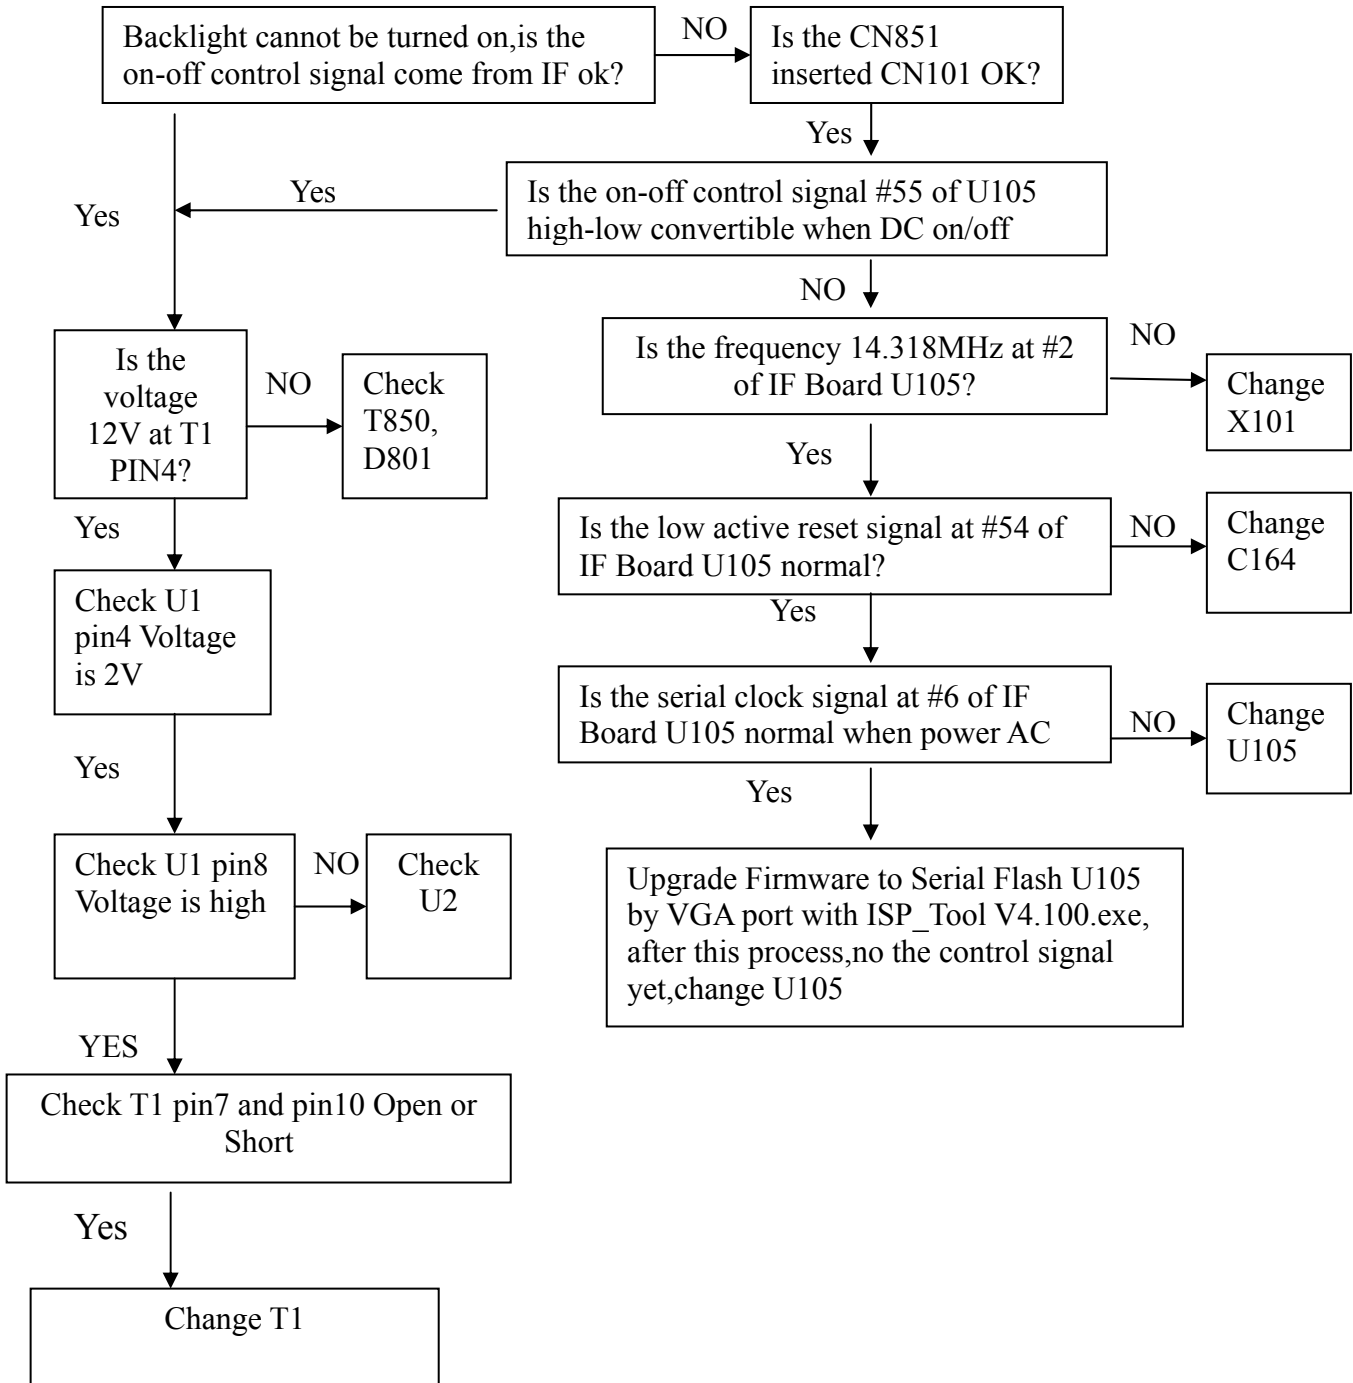 Backlight cannot be turned on,is the
on-off control signal come from IF ok?
NO
Is the CN851
inserted CN101 OK?
Yes
Yes
Is the on-off control signal #55 of U105
high-low convertible when DC on/off
Yes
NO
Is the
voltage
12V at T1
PIN4?
NO
Check
T850,
D801
Is the frequency 14.318MHz at #2
of IF Board U105?
NO
Change
X101
Yes
Yes
Is the low active reset signal at #54 of
IF Board U105 normal?
NO
Change
C164
Check U1
pin4 Voltage
is 2V
Yes
Is the serial clock signal at #6 of IF
Board U105 normal when power AC
NO
Change
U105
Yes
Yes
Check U1 pin8
Voltage is high
NO
Check
U2
Upgrade Firmware to Serial Flash U105
by VGA port with ISP_Tool V4.100.exe,
after this process,no the control signal
yet,change U105
YES
Check T1 pin7 and pin10 Open or
Short
Yes
Change T1